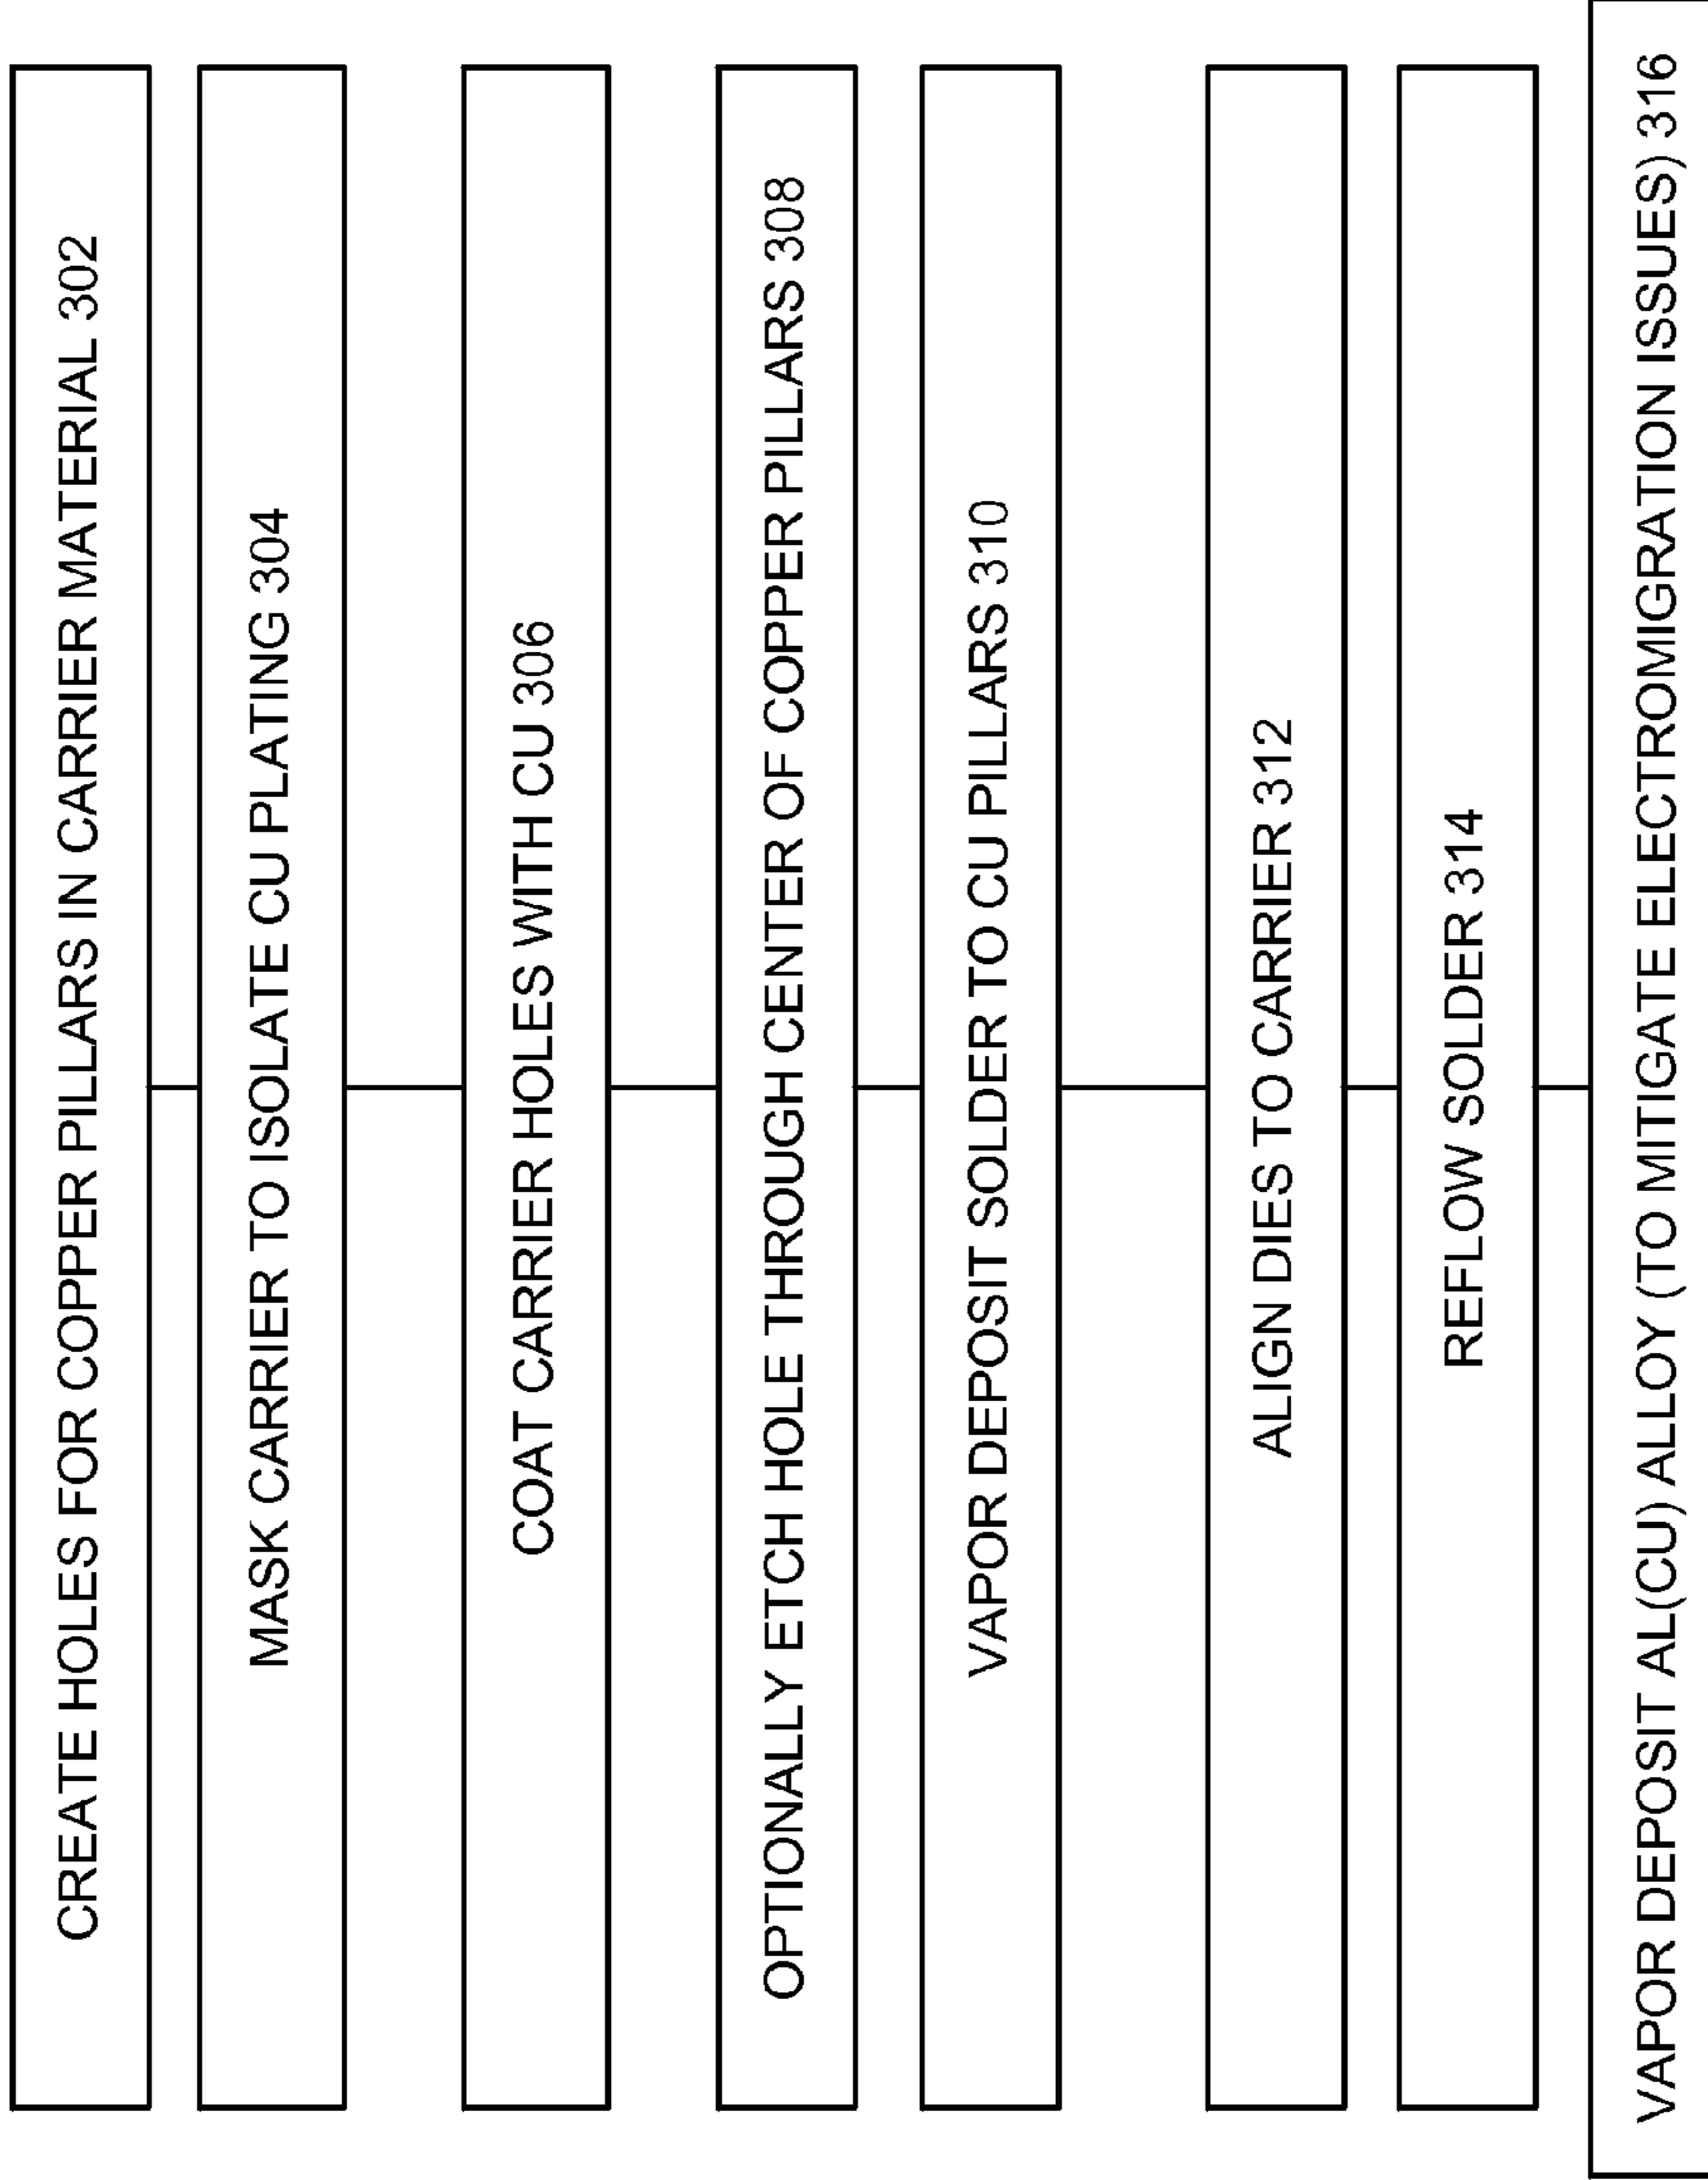 CREATE HOLES FOR COPPER PILLARS IN CARRIER MATERIAL 302
MASK CARRIER TO ISOLATE CU PLATING 304
COAT CARRIER HOLES WITH CU 306
OPTIONALLY ETCH HOLE THROUGH CENTER OF COPPER PILLARS 308
VAPOR DEPOSIT SOLDER TO CU PILLARS 310
ALIGN DIES TO CARRIER 312
REFLOW SOLDER 314
VAPOR DEPOSIT AL(CU) ALLOY (TO MITIGATE ELECTROMIGRATION ISSUES) 316